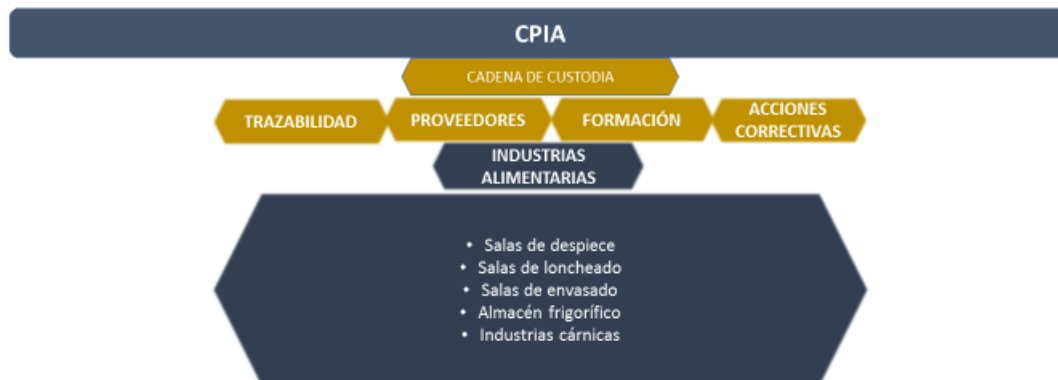 CPIA
CADENA DE CUSTODIA
TRAZABILIDAD
PROVEEDORES
FORMACIÓN
ACCIONES
CORRECTIVAS
INDUSTRIAS
ALIMENTARIAS
• Salas de despiece
• Salas de loncheado
• Salas de envasado
• Almacén frigorífico
• Industrias cárnicas